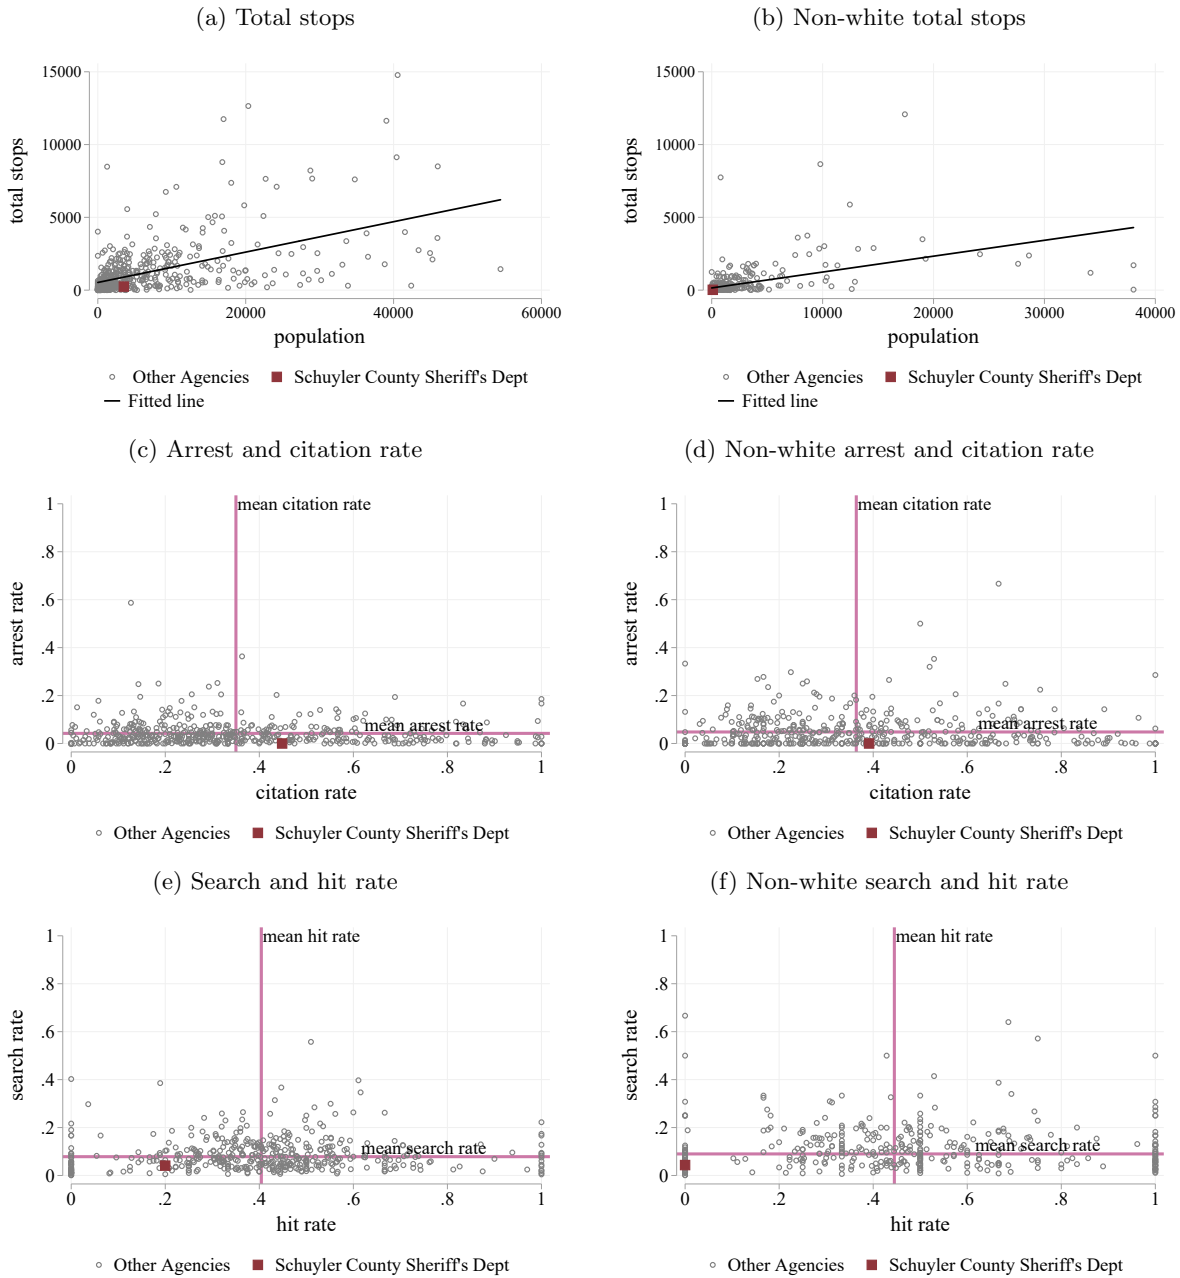 (a) Total stops
(b) Non-white total stops
15000
10000
5000
0
total stops
0 20000 40000 60000
population
Other Agencies Schuyler County Sheriff's Dept
Fitted line
15000
10000
5000
0
total stops
0 10000 20000 30000 40000
population
Other Agencies Schuyler County Sheriff's Dept
Fitted line
(c) Arrest and citation rate
(d) Non-white arrest and citation rate
1
.8
.6
.4
.2
0
arrest rate
mean citation rate
mean arrest rate
0 .2 .4 .6 .8 1
citation rate
Other Agencies Schuyler County Sheriff's Dept
1
.8
.6
.4
.2
0
arrest rate
mean citation rate
mean arrest rate
0 .2 .4 .6 .8 1
citation rate
Other Agencies Schuyler County Sheriff's Dept
(e) Search and hit rate
(f) Non-white search and hit rate
1
.8
.6
.4
.2
0
search rate
mean hit rate
mean search rate
0 .2 .4 .6 .8 1
hit rate
Other Agencies Schuyler County Sheriff's Dept
1
.8
.6
.4
.2
0
search rate
mean hit rate
mean search rate
0 .2 .4 .6 .8 1
hit rate
Other Agencies Schuyler County Sheriff's Dept